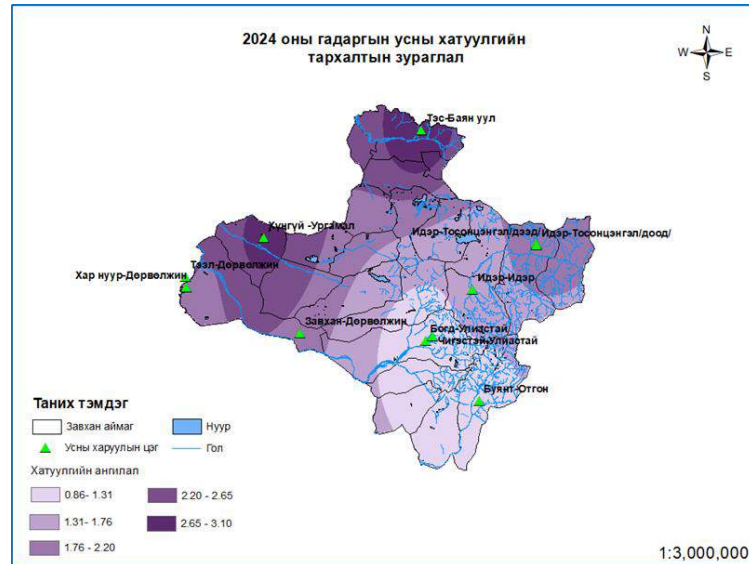 2024 оны гадаргын усны хатуулгийн
тархалтын зураглал
N
W E
S
Тэс-Баян уул
Хүнгүй -Ургамал
Идэр-Тосонцэнгэл/дээд/
Идэр-Тосонцэнгэл/доод/
Тээл-Дөрвөлжин
Хар нуур-Дөрвөлжин
Идэр-Идэр
Завхан-Дөрвөлжин
Богд-Улиастай
Чигэстэй-Улиастай
Буянт-Отгон
Таних тэмдэг
Завхан аймаг
Нуур
Усны харуулын цэг
Гол
Хатуулгийн ангилал
0.86- 1.31
2.20 - 2.65
1.31- 1.76
2.65 - 3.10
1.76 - 2.20
1:3,000,000